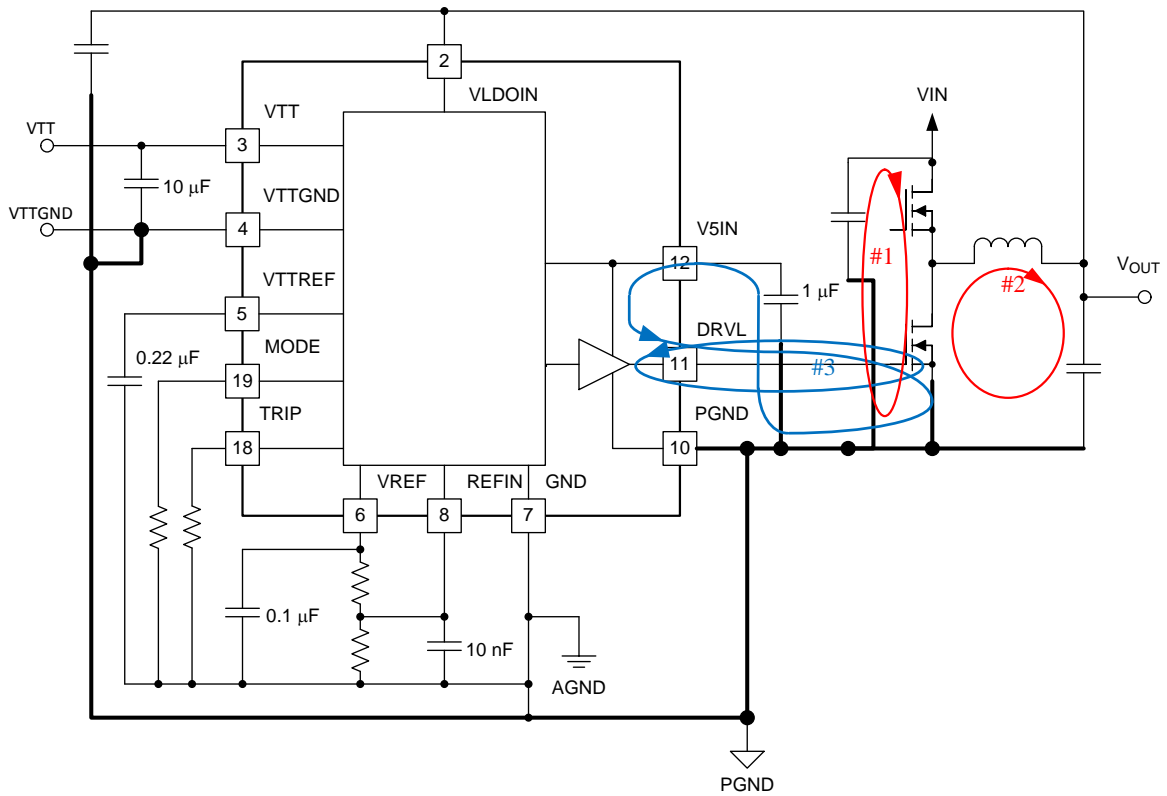 2
VLDOIN
VTT
VTT
3
10 µF
VTTGND
VTTGND
4
VTTREF
5
MODE
0.22 µF
19
TRIP
18
VREF
REFIN
GND
6
8
7
0.1 µF
10 nF
AGND
V5IN
12
1 µF
DRVL
11
#3
PGND
10
VIN
#1
#2
VOUT
PGND